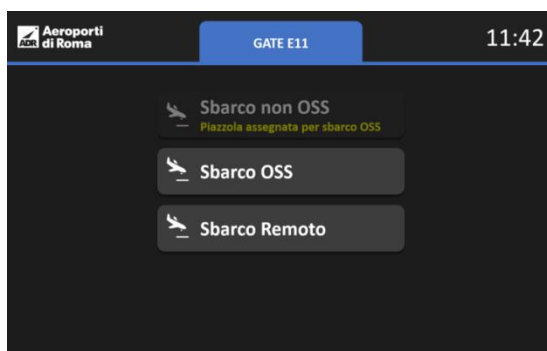 ADR Aeroporti di Roma
GATE E11
11:42
Sbarco non OSS
Piazzola assegnata per sbarco OSS
Sbarco OSS
Sbarco Remoto